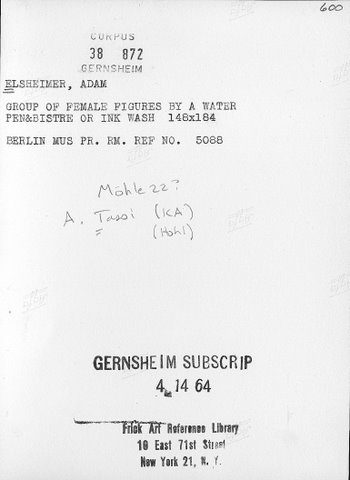 600
CORPUS
38 872
GERNSHEIM
ELSHEIMER, ADAM
GROUP OF FEMALE FIGURES BY A WATER
PEN&BISTRE OR INK WASH 148x184
BERLIN MUS PR. RM. REF NO. 5088
Möhle 22?
A. Tassi (KA)
" (Hohl)
GERNSHEIM SUBSCRIP
4 14 64
Frick Art Reference Library
10 East 71st Street
New York 21, N. Y.